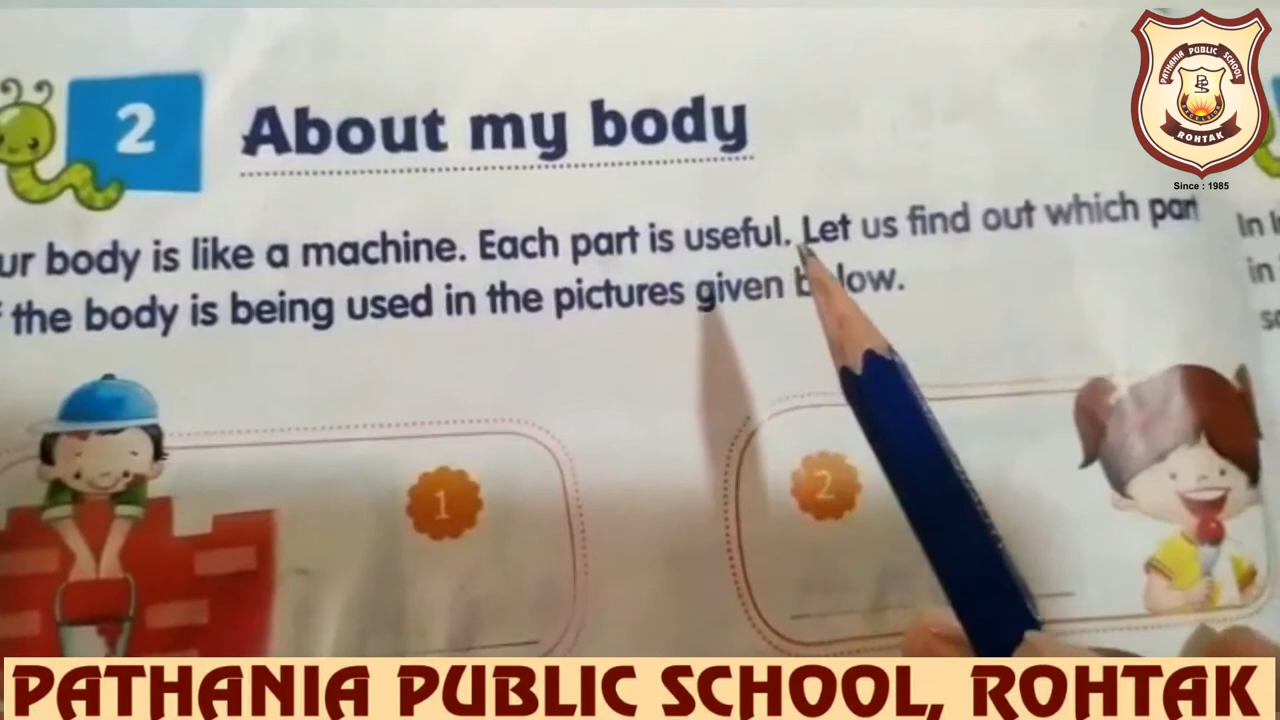 2
About my body
ur body is like a machine. Each part is useful. Let us find out which part
the body is being used in the pictures given below.
In
in
1
2
PATHANIA PUBLIC SCHOOL
ROHTAK
Since : 1985
PATHANIA PUBLIC SCHOOL, ROHTAK